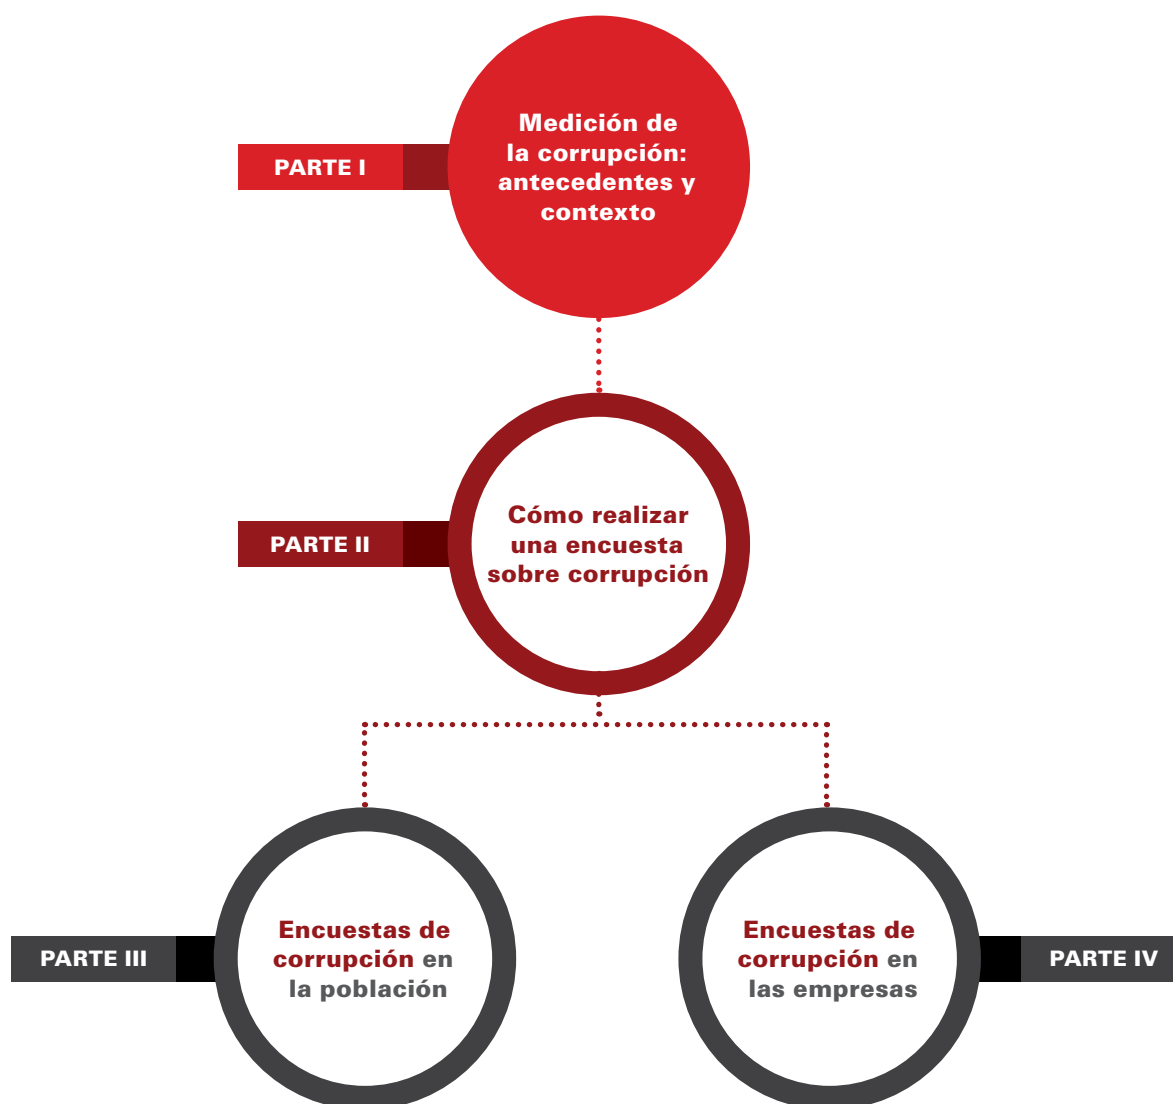 PARTE I
Medición de
la corrupción:
antecedentes y
contexto
PARTE II
Cómo realizar
una encuesta
sobre corrupción
PARTE III
Encuestas de
corrupción en
la población
Encuestas de
corrupción en
las empresas
PARTE IV